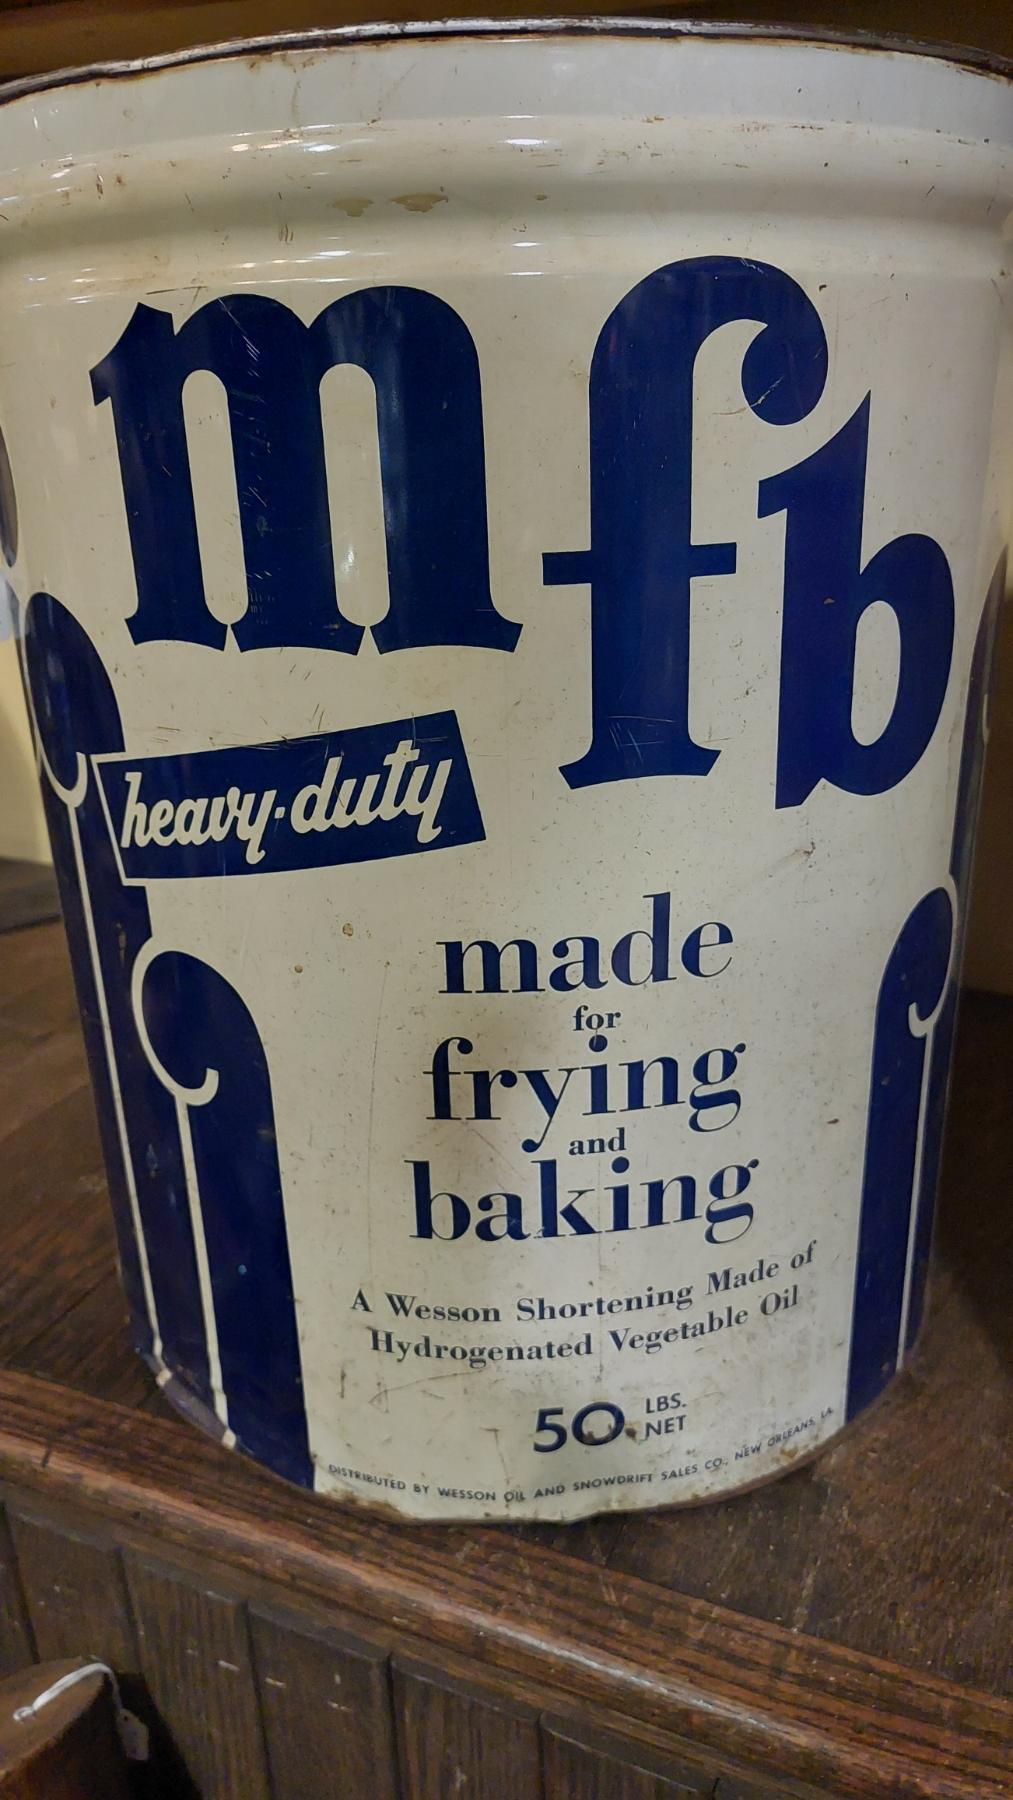 mfb
heavy-duty
made
for
frying
and
baking
A Wesson Shortening Made of
Hydrogenated Vegetable Oil
50 LBS.
NET
DISTRIBUTED BY WESSON OIL AND SNOWDRIFT SALES CO., NEW ORLEANS, LA.